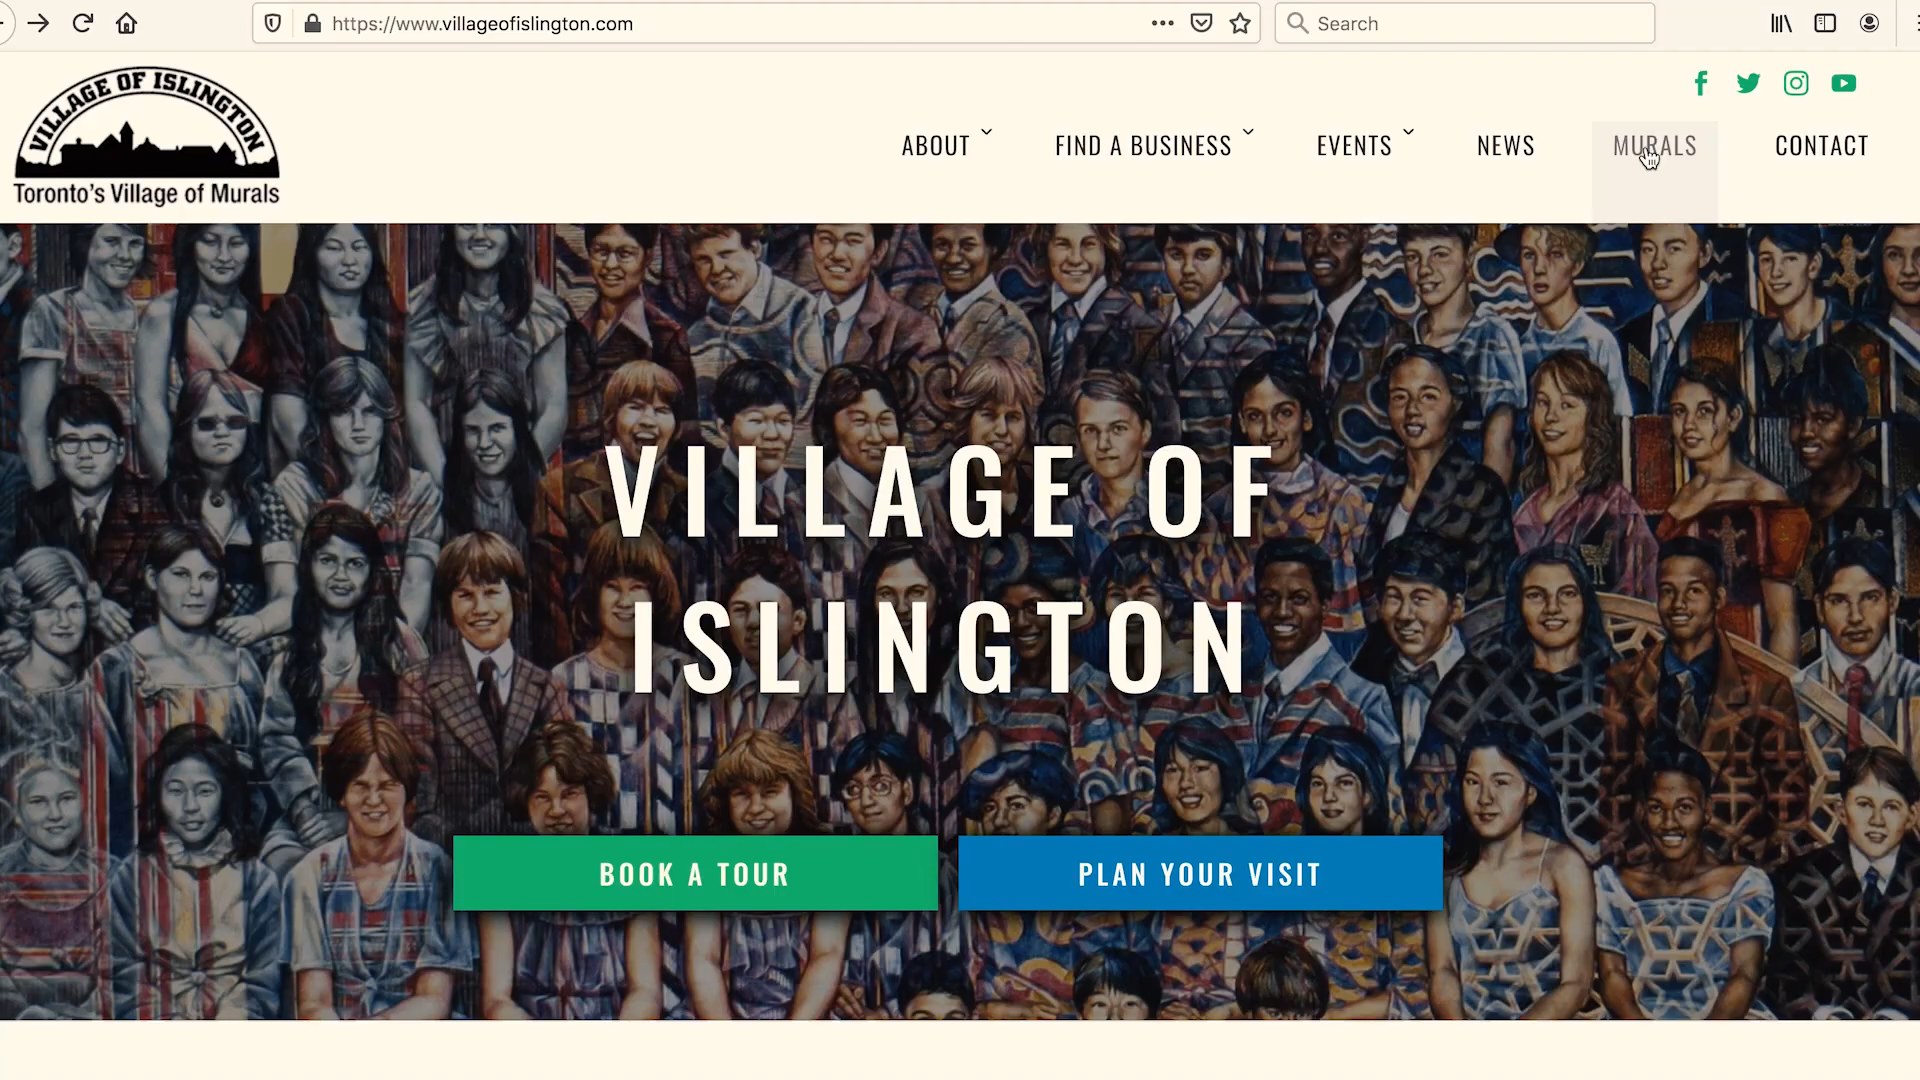 https://www.villageofislington.com
Search
VILLAGE OF ISLINGTON
Toronto's Village of Murals
ABOUT
FIND A BUSINESS
EVENTS
NEWS
MURALS
CONTACT
VILLAGE OF
ISLINGTON
BOOK A TOUR
PLAN YOUR VISIT